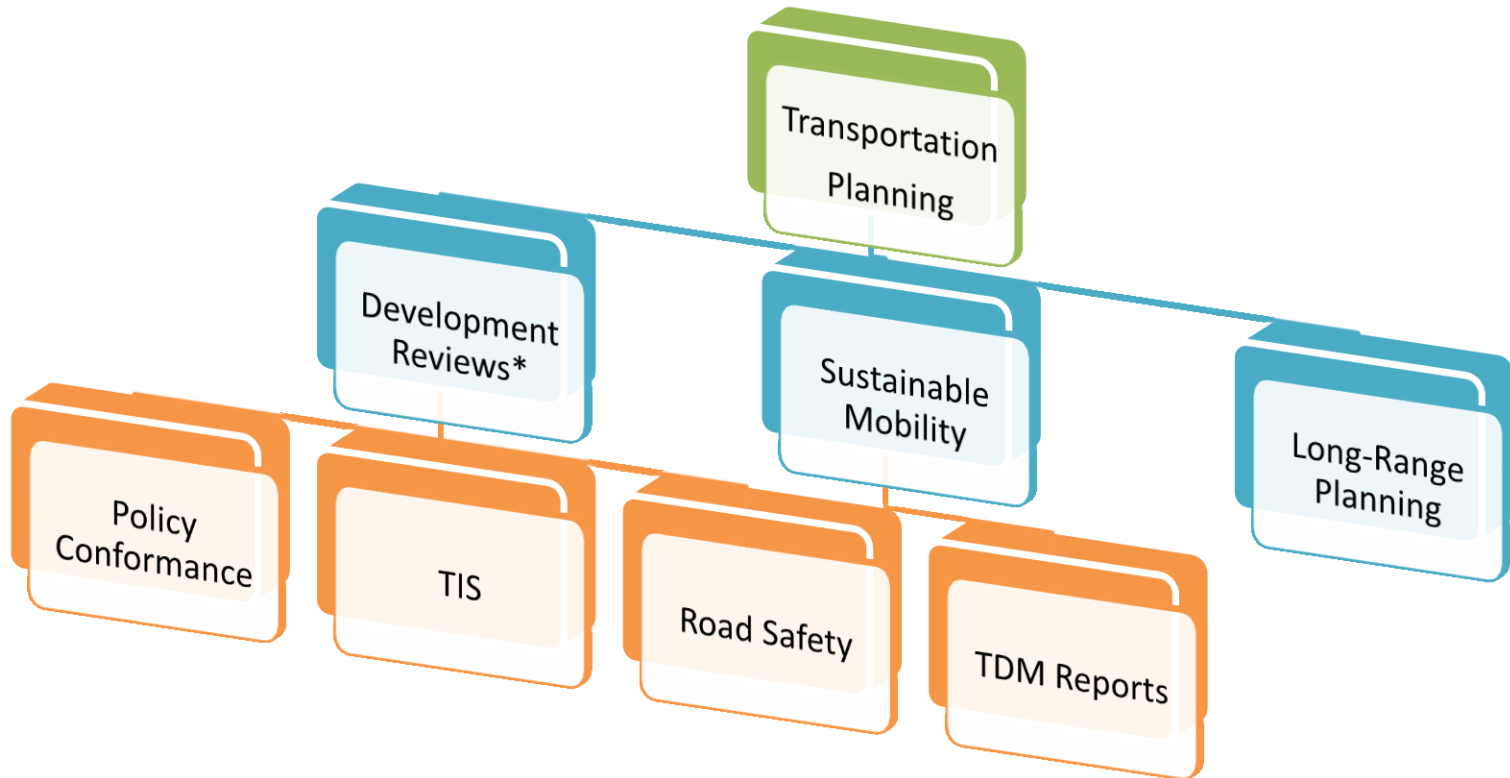 Transportation
Planning
Development
Reviews*
Sustainable
Mobility
Long-Range
Planning
Policy
Conformance
TIS
Road Safety
TDM Reports